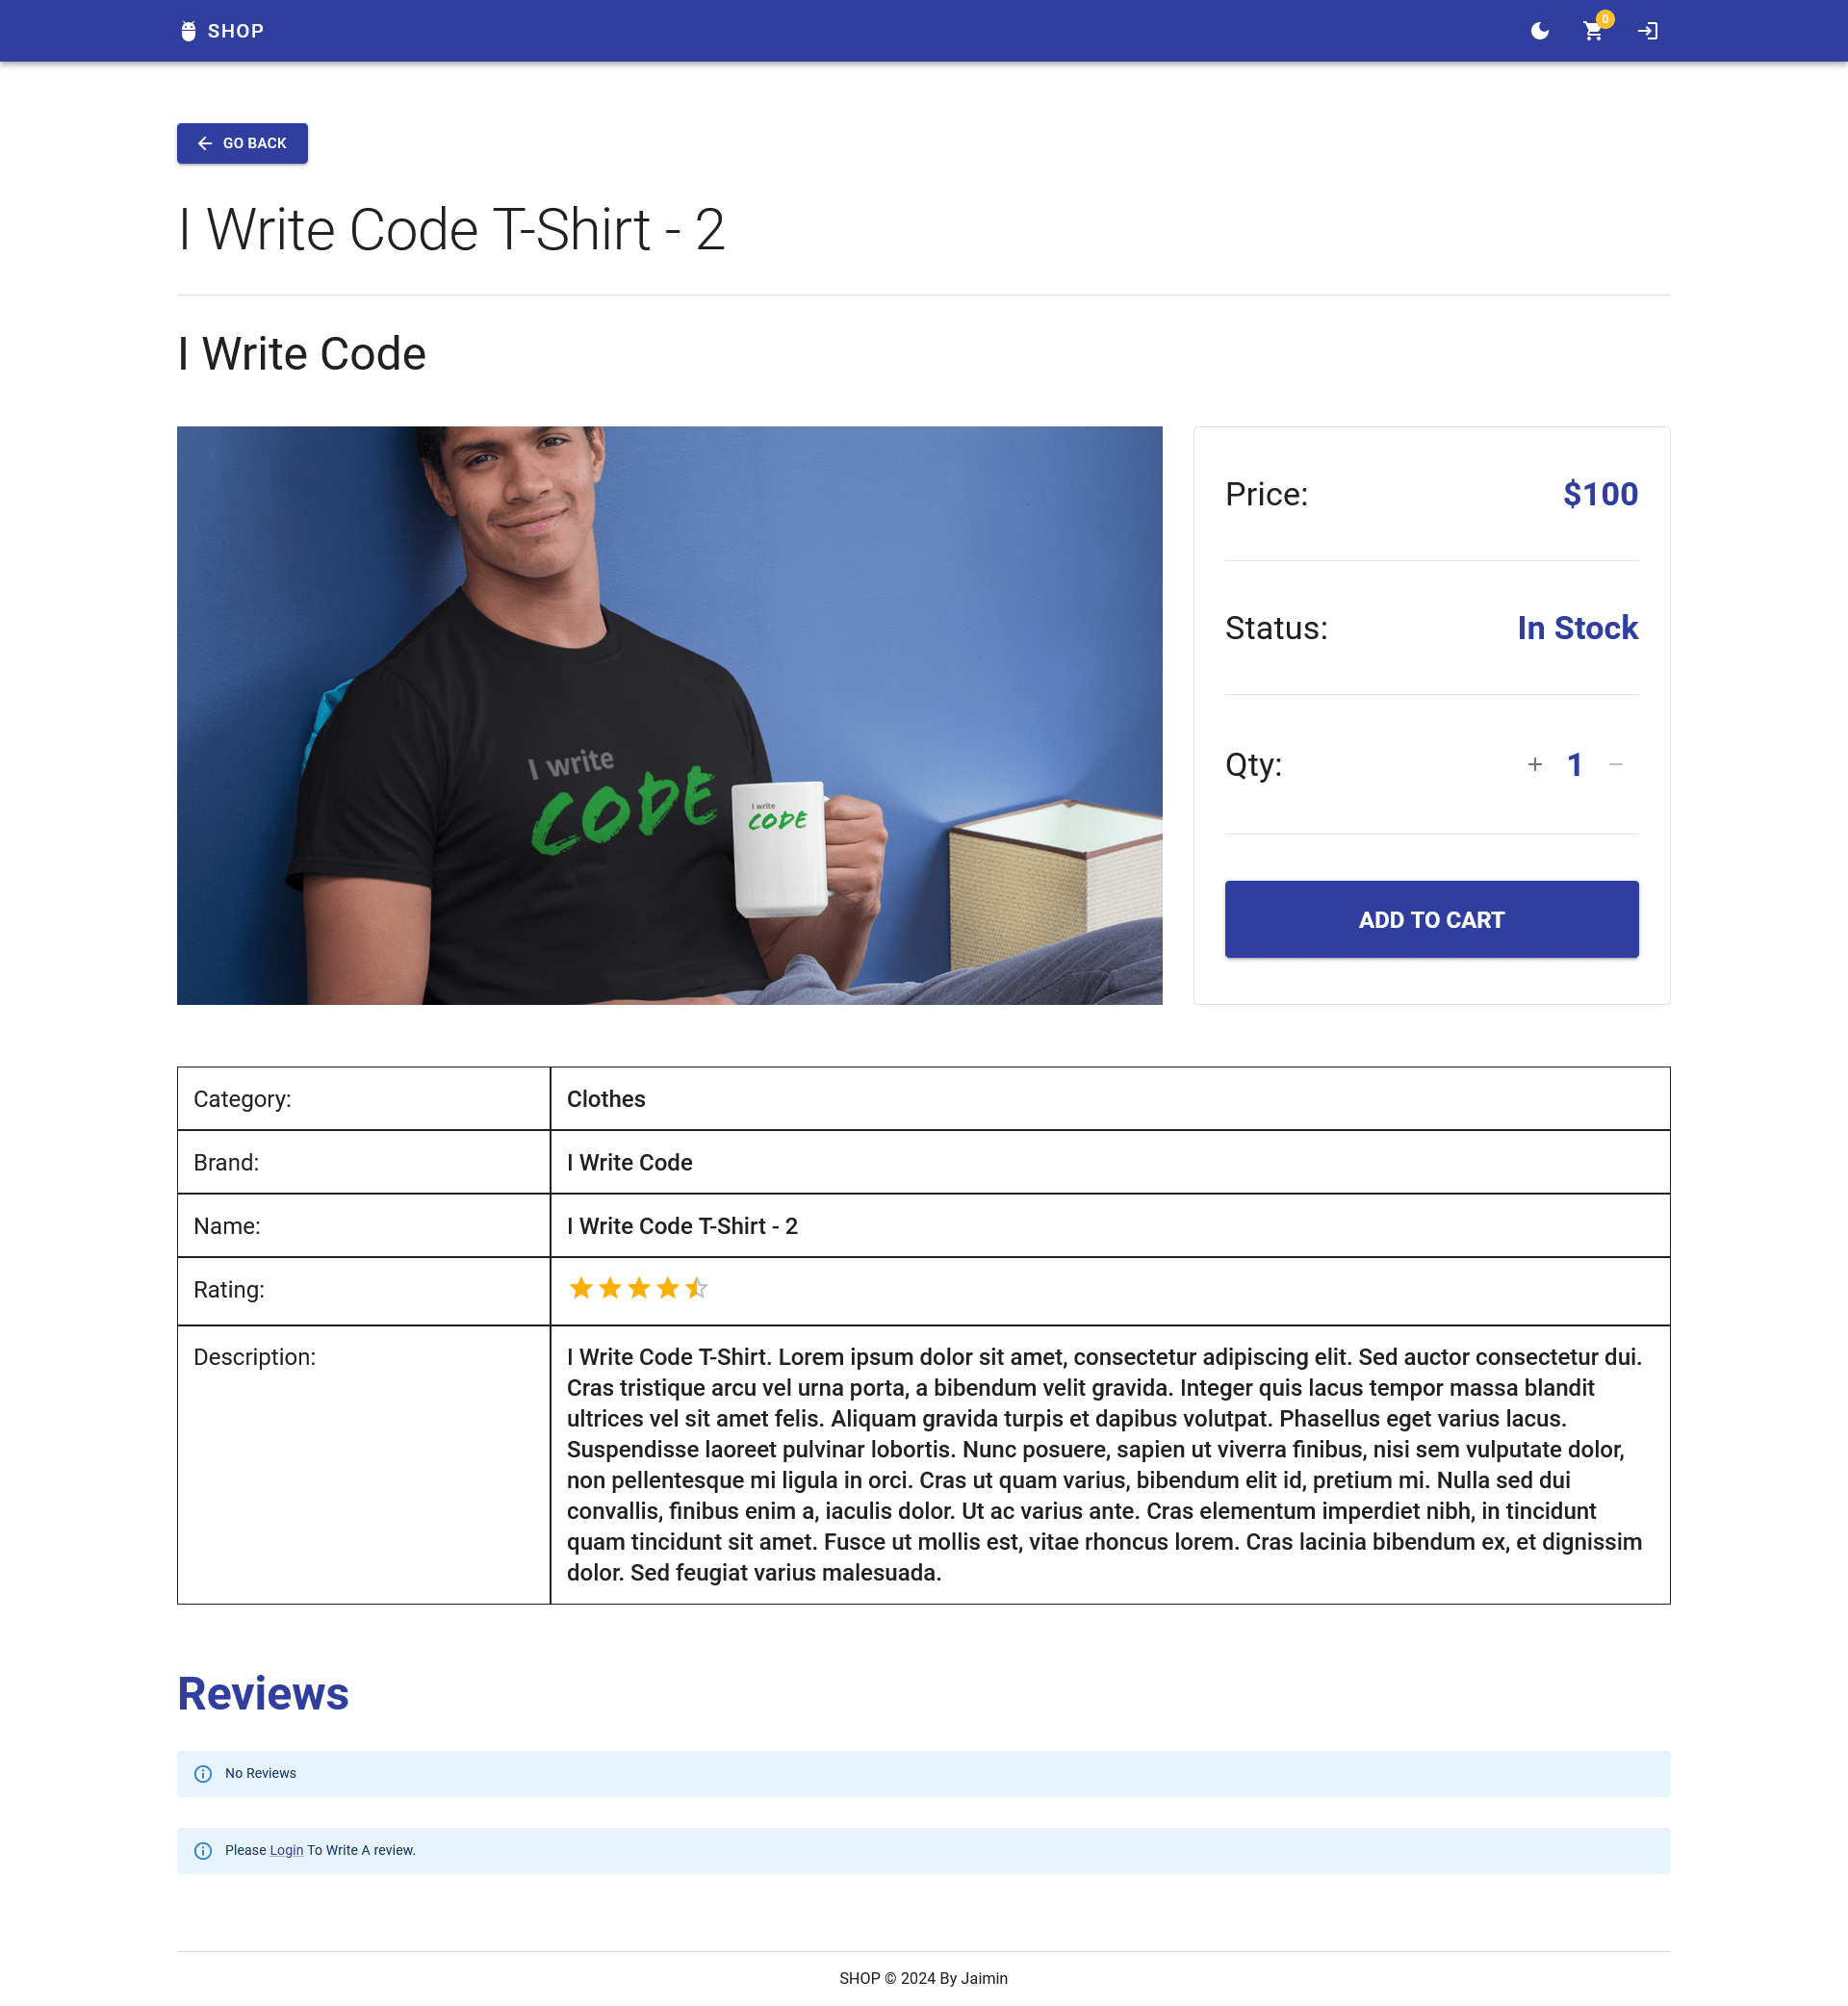 SHOP
0
GO BACK
I Write Code T-Shirt - 2
I Write Code
I write
CODE
I write
CODE
Price: $100
Status: In Stock
Qty: + 1 −
ADD TO CART
Category: Clothes
Brand: I Write Code
Name: I Write Code T-Shirt - 2
Rating:
Description: I Write Code T-Shirt. Lorem ipsum dolor sit amet, consectetur adipiscing elit. Sed auctor consectetur dui.
Cras tristique arcu vel urna porta, a bibendum velit gravida. Integer quis lacus tempor massa blandit
ultrices vel sit amet felis. Aliquam gravida turpis et dapibus volutpat. Phasellus eget varius lacus.
Suspendisse laoreet pulvinar lobortis. Nunc posuere, sapien ut viverra finibus, nisi sem vulputate dolor,
non pellentesque mi ligula in orci. Cras ut quam varius, bibendum elit id, pretium mi. Nulla sed dui
convallis, finibus enim a, iaculis dolor. Ut ac varius ante. Cras elementum imperdiet nibh, in tincidunt
quam tincidunt sit amet. Fusce ut mollis est, vitae rhoncus lorem. Cras lacinia bibendum ex, et dignissim
dolor. Sed feugiat varius malesuada.
Reviews
No Reviews
Please Login To Write A review.
SHOP © 2024 By Jaimin